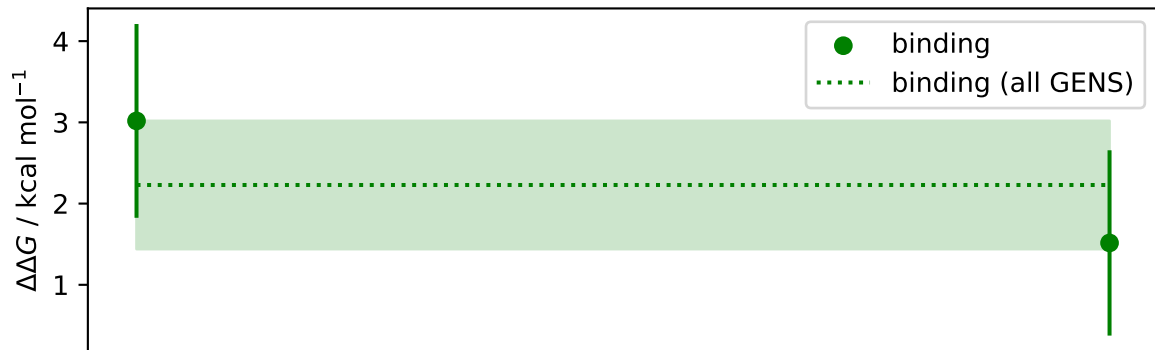 binding
binding (all GENS)
ΔΔG / kcal mol⁻¹
4
3
2
1